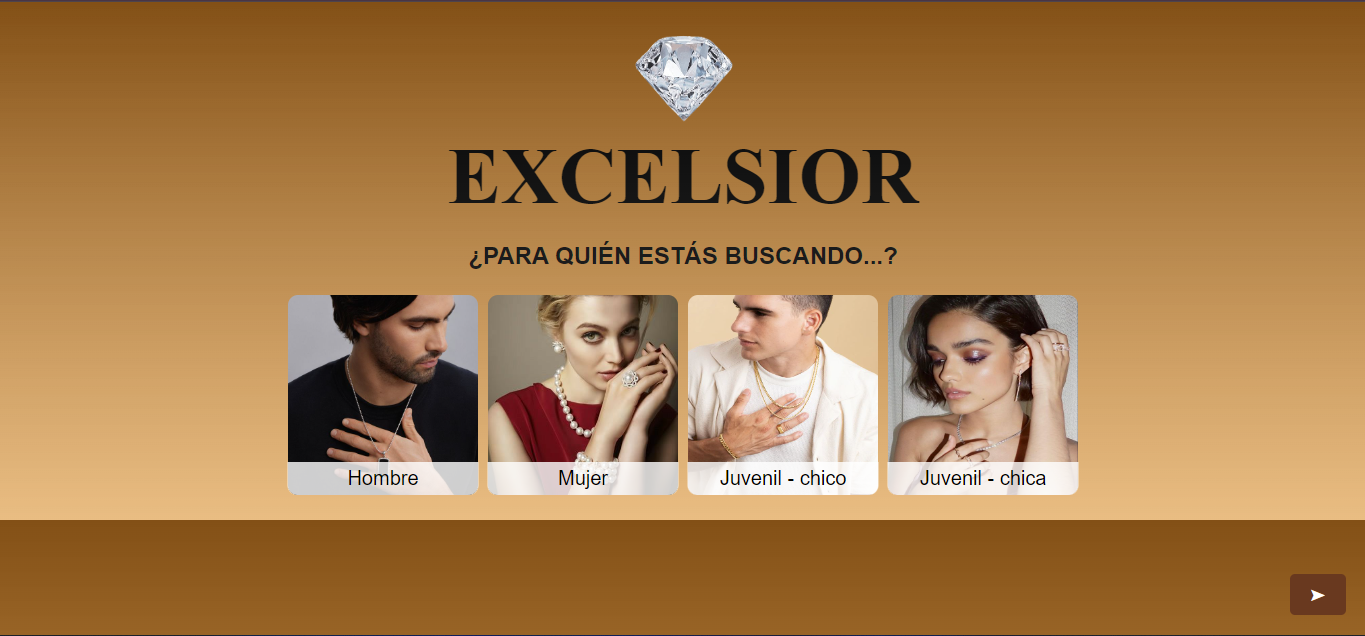 EXCELSIOR
¿PARA QUIÉN ESTÁS BUSCANDO...?
Hombre
Mujer
Juvenil - chico
Juvenil - chica